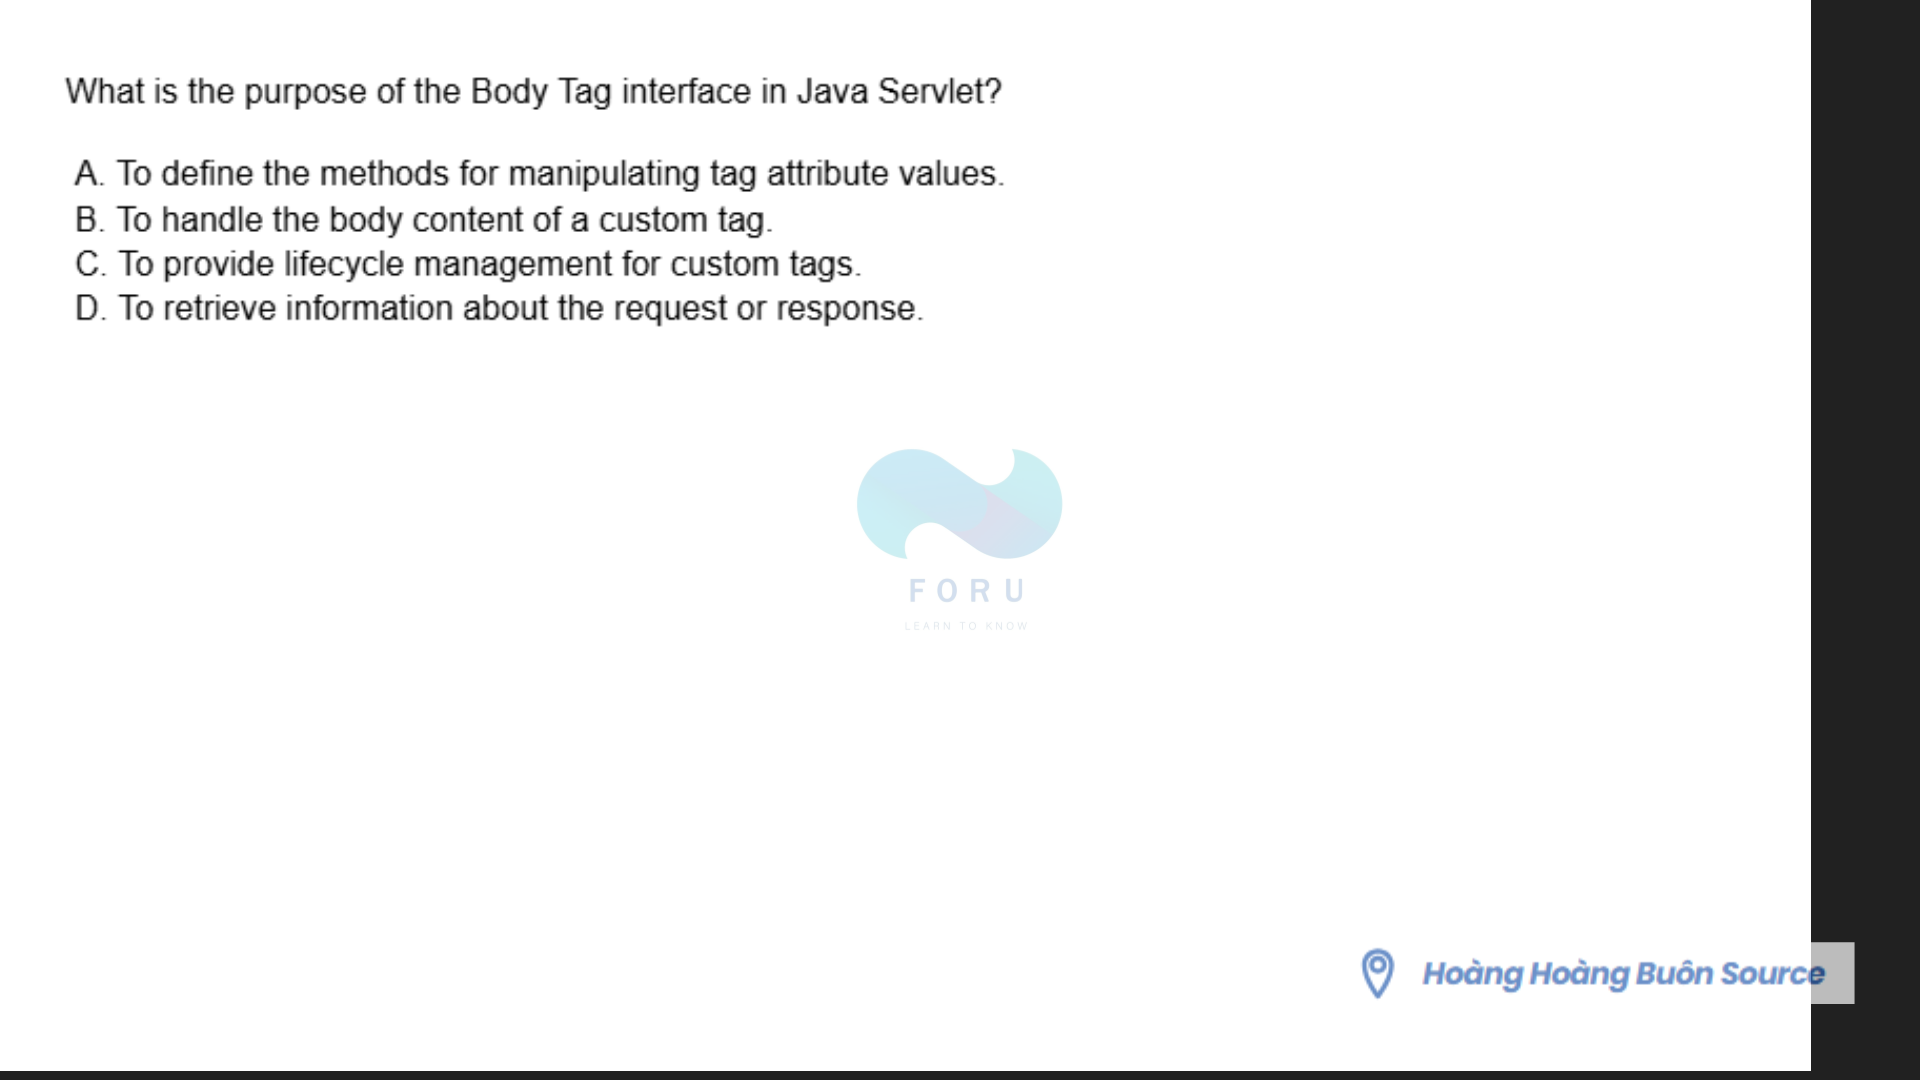 What is the purpose of the Body Tag interface in Java Servlet?
A. To define the methods for manipulating tag attribute values.
B. To handle the body content of a custom tag.
C. To provide lifecycle management for custom tags.
D. To retrieve information about the request or response.
FORU
LEARN TO KNOW
Hoàng Hoàng Buôn Source